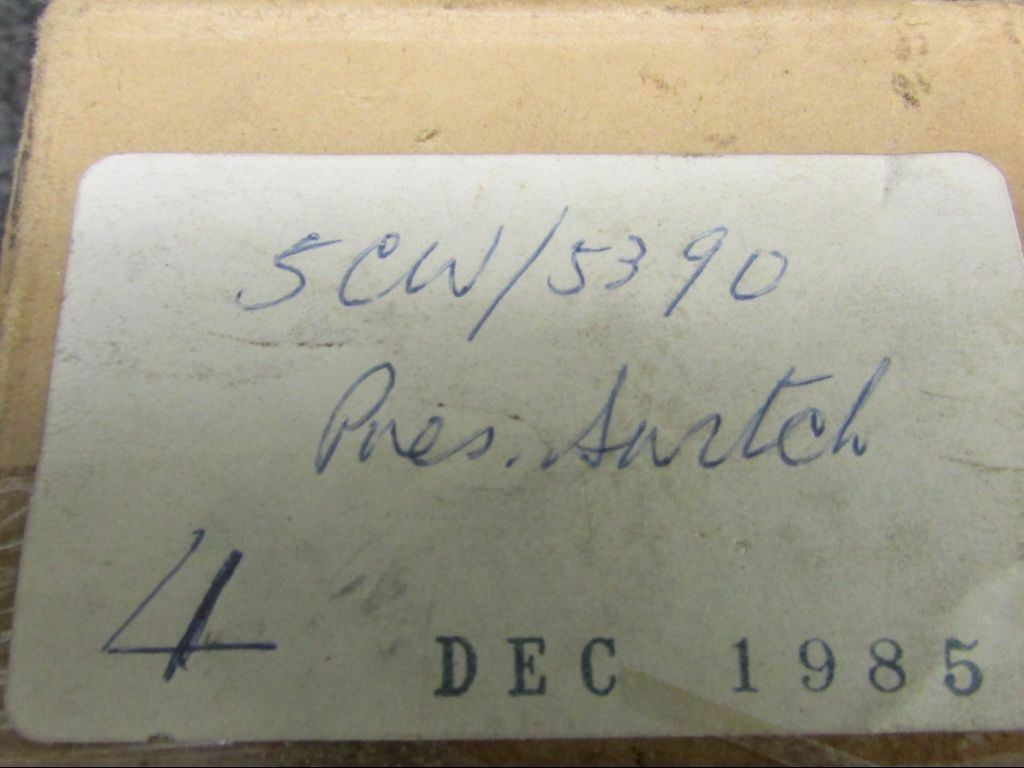 5CW/5390
Pres. Switch
4 DEC 1985